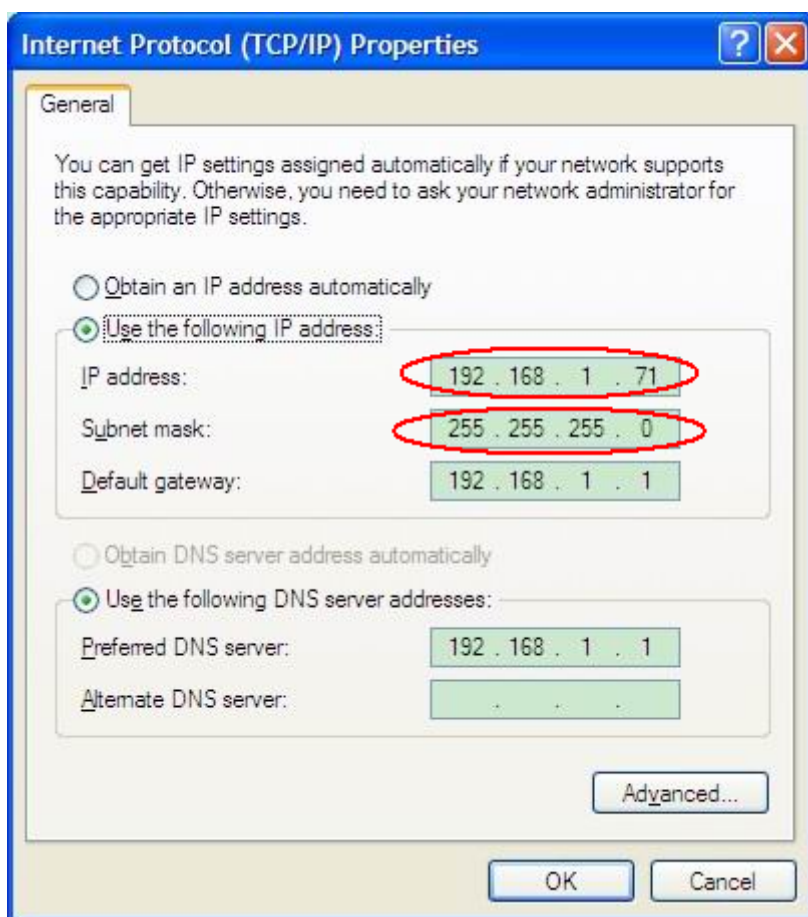 Internet Protocol (TCP/IP) Properties
General
You can get IP settings assigned automatically if your network supports
this capability. Otherwise, you need to ask your network administrator for
the appropriate IP settings.
Obtain an IP address automatically
Use the following IP address:
IP address: 192 . 168 . 1 . 71
Subnet mask: 255 . 255 . 255 . 0
Default gateway: 192 . 168 . 1 . 1
Obtain DNS server address automatically
Use the following DNS server addresses:
Preferred DNS server: 192 . 168 . 1 . 1
Alternate DNS server: . . .
Advanced...
OK Cancel